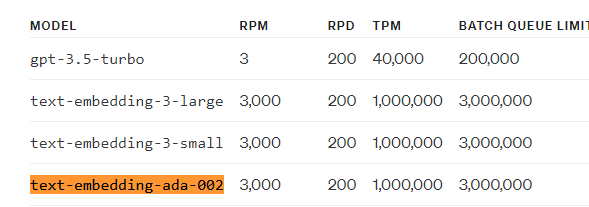 MODEL RPM RPD TPM BATCH QUEUE LIMIT
gpt-3.5-turbo 3 200 40,000 200,000
text-embedding-3-large 3,000 200 1,000,000 3,000,000
text-embedding-3-small 3,000 200 1,000,000 3,000,000
text-embedding-ada-002 3,000 200 1,000,000 3,000,000